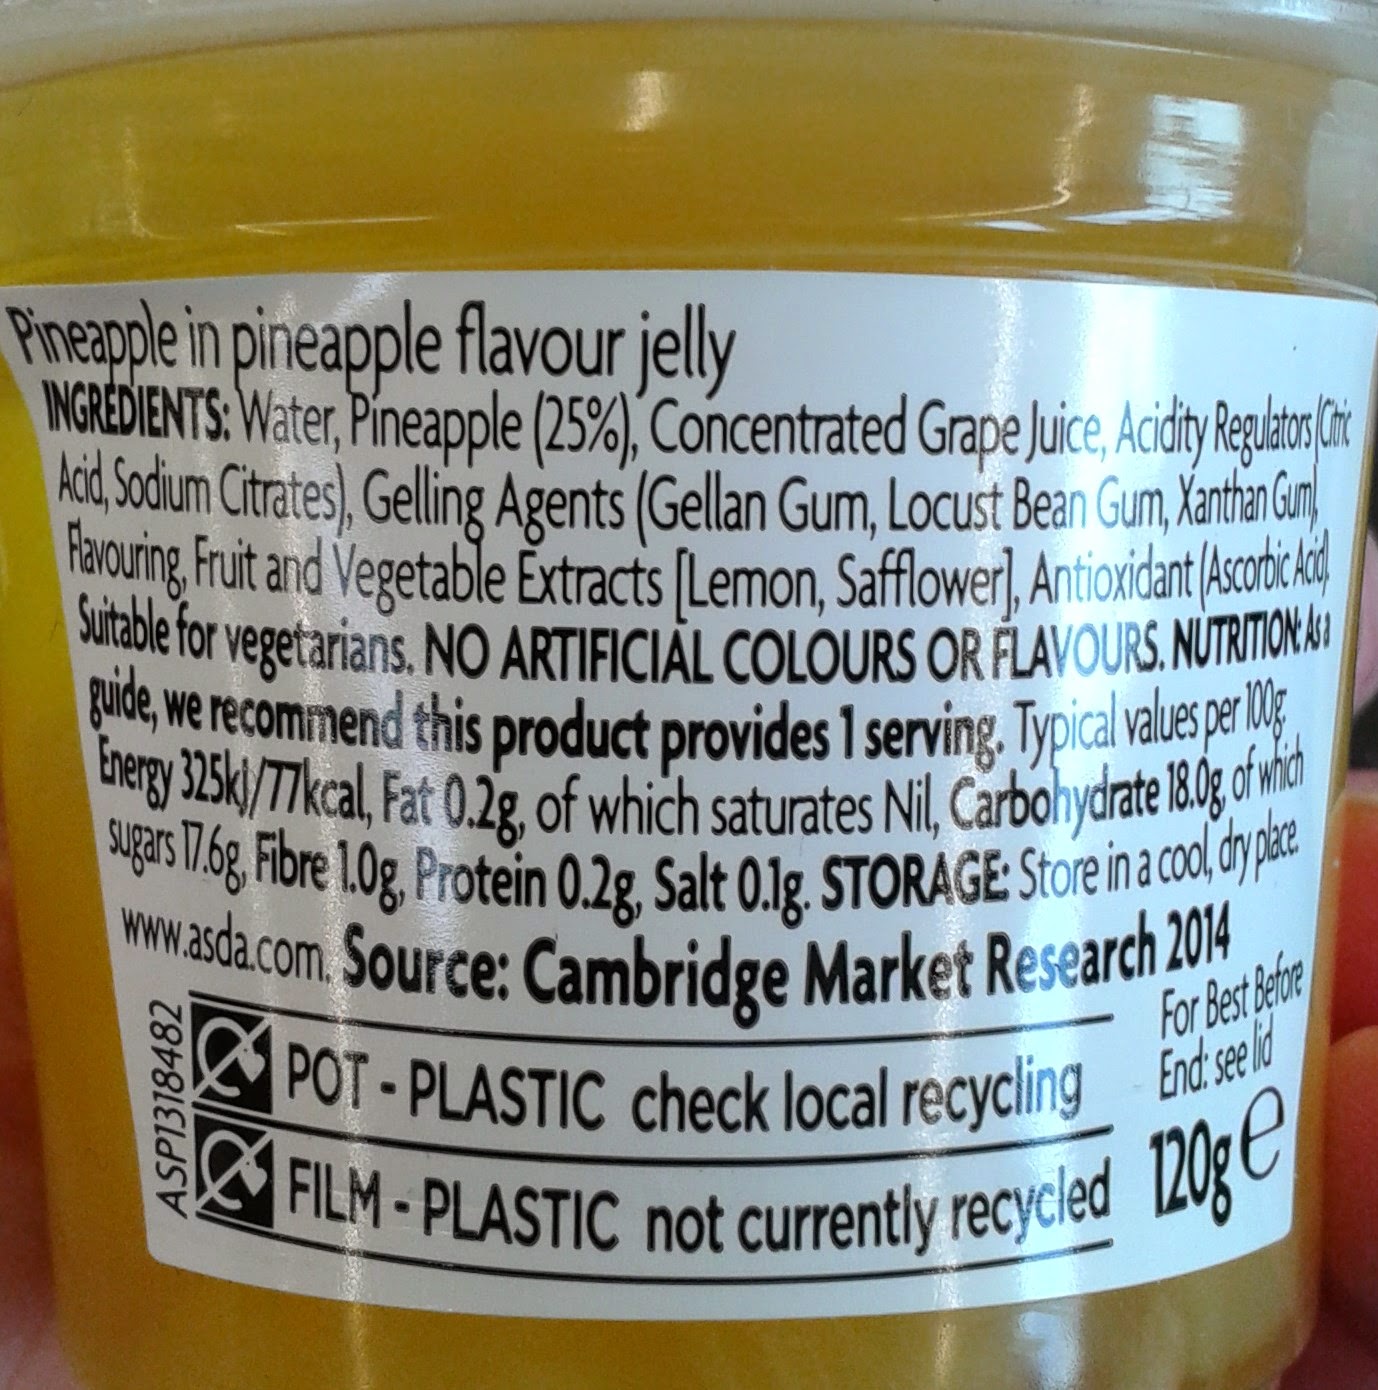 Pineapple in pineapple flavour jelly
INGREDIENTS: Water, Pineapple (25%), Concentrated Grape Juice, Acidity Regulators (Citric
Acid, Sodium Citrates), Gelling Agents (Gellan Gum, Locust Bean Gum, Xanthan Gum),
Flavouring, Fruit and Vegetable Extracts [Lemon, Safflower], Antioxidant (Ascorbic Acid).
Suitable for vegetarians. NO ARTIFICIAL COLOURS OR FLAVOURS. NUTRITION: As a
guide, we recommend this product provides 1 serving. Typical values per 100g:
Energy 325kj/77kcal, Fat 0.2g, of which saturates Nil, Carbohydrate 18.0g, of which
sugars 17.6g, Fibre 1.0g, Protein 0.2g, Salt 0.1g. STORAGE: Store in a cool, dry place.
www.asda.com. Source: Cambridge Market Research 2014
ASP1318482
POT - PLASTIC check local recycling
FILM - PLASTIC not currently recycled
For Best Before
End: see lid
120g e